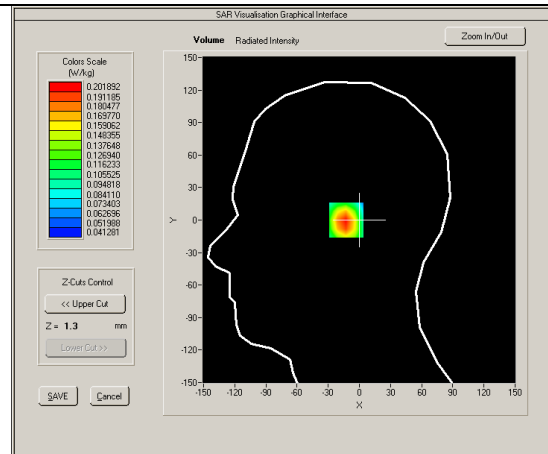 SAR Visualisation Graphical Interface
Volume Radiated Intensity
Zoom In/Out
Colors Scale
(W/kg)
0.201892
0.191185
0.180477
0.169770
0.159062
0.148355
0.137648
0.126940
0.116233
0.105525
0.094818
0.084110
0.073403
0.062696
0.051988
0.041281
Z-Cuts Control
<< Upper Cut
Z = 1.3 mm
Lower Cut >>
SAVE Cancel
150
120
90
60
30
0
-30
-60
-90
-120
-150
Y
-150 -120 -90 -60 -30 0 30 60 90 120 150
X